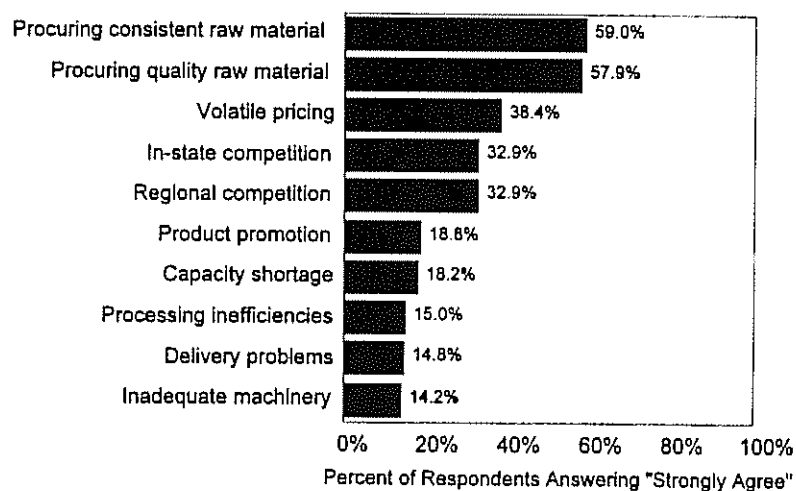 Procuring consistent raw material 59.0%
Procuring quality raw material 57.9%
Volatile pricing 38.4%
In-state competition 32.9%
Regional competition 32.9%
Product promotion 18.8%
Capacity shortage 18.2%
Processing inefficiencies 15.0%
Delivery problems 14.8%
Inadequate machinery 14.2%
0% 20% 40% 60% 80% 100%
Percent of Respondents Answering "Strongly Agree"